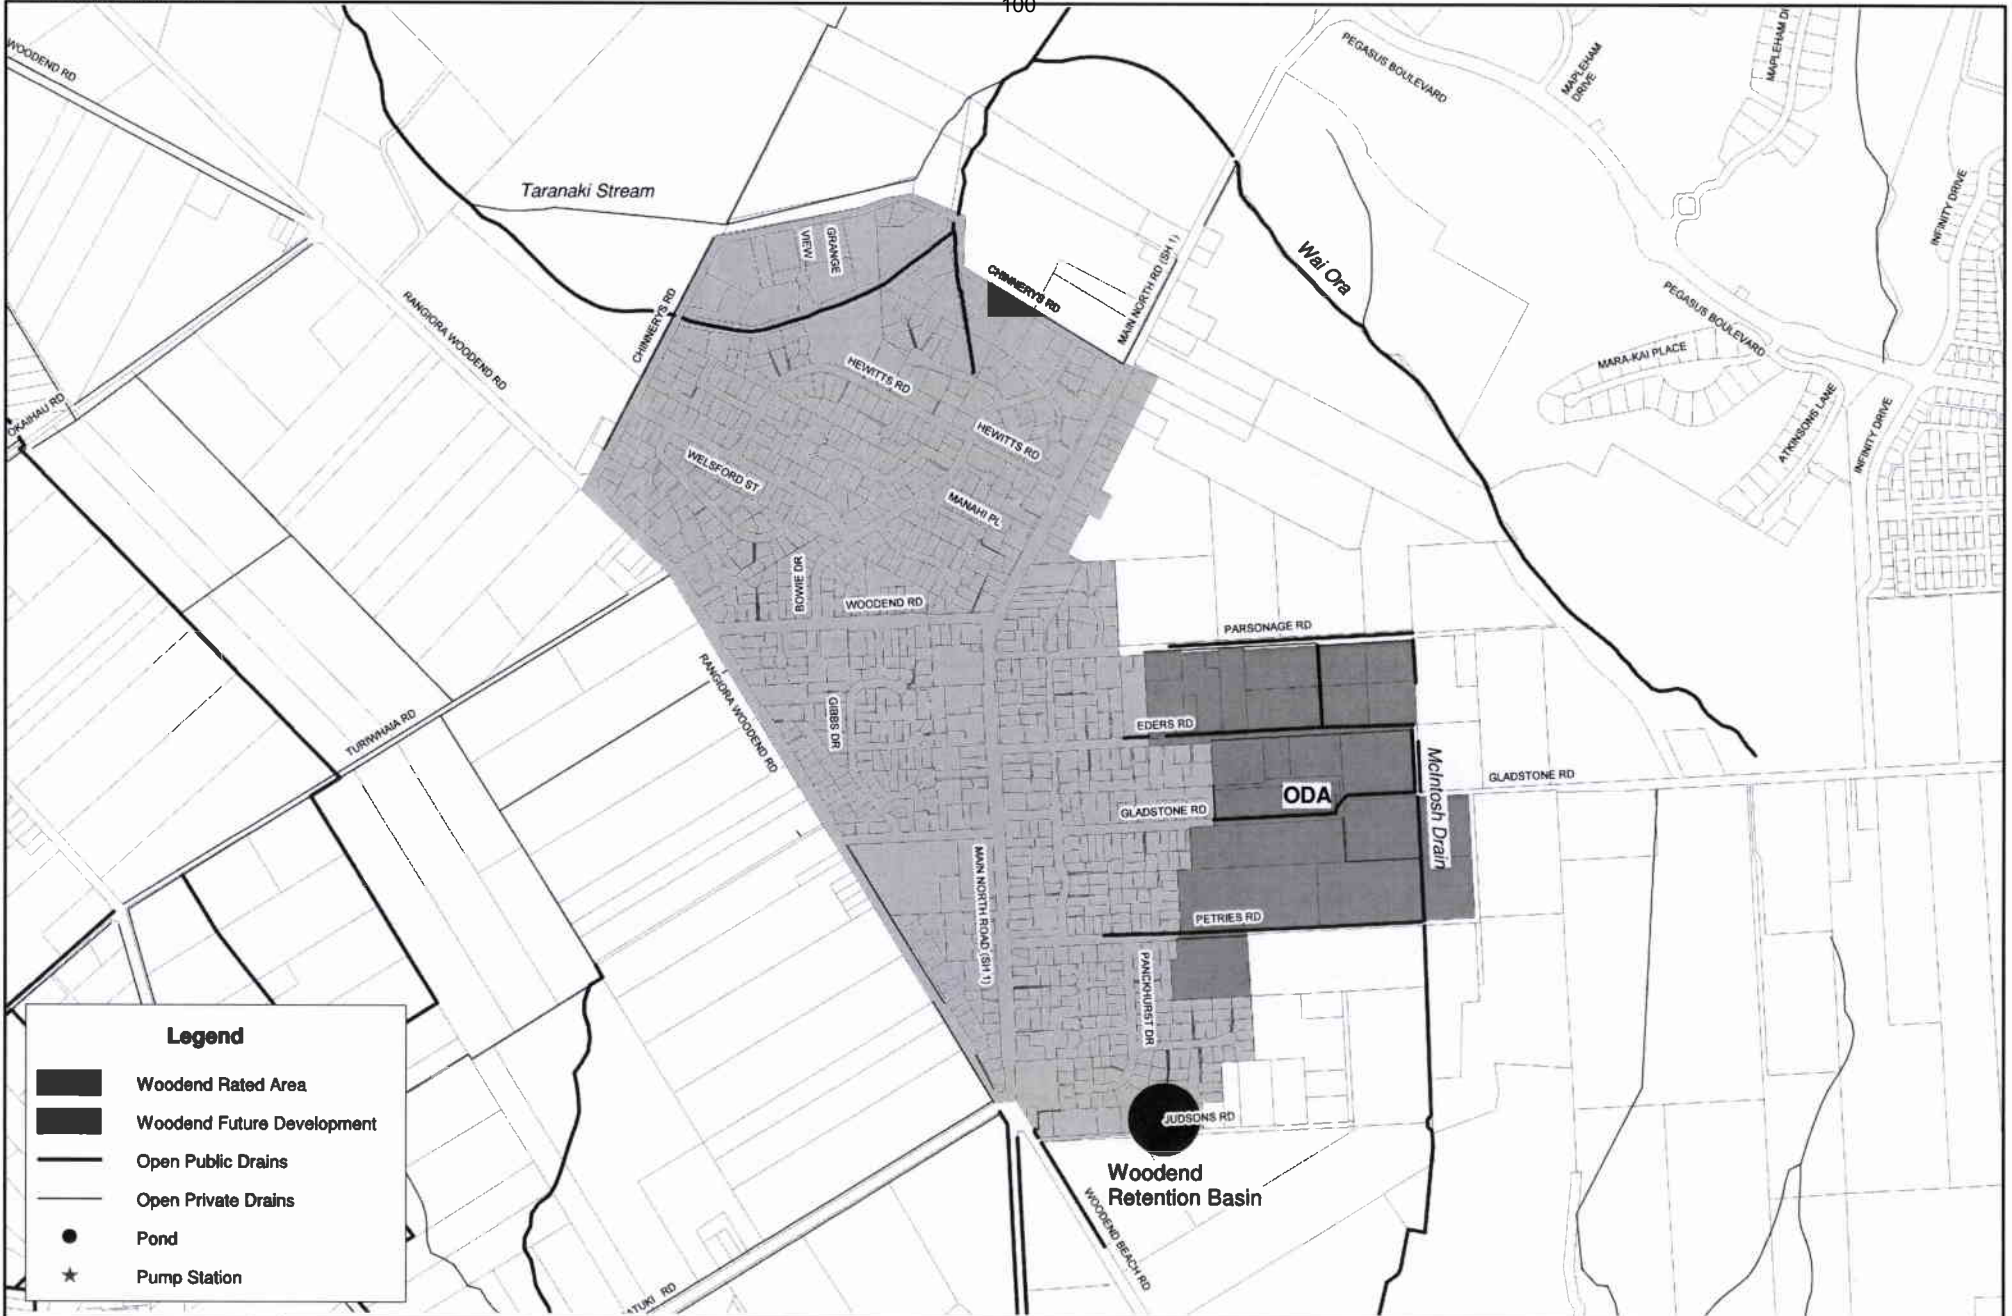 100
WOODEND RD
PEGASUS BOULEVARD
MAPLEHAM
DRIVE
Taranaki Stream
INFINITY DRIVE
GRANGE
VIEW
Wai Ora
CHINNERYS RD
MAIN NORTH RD (SH 1)
RANGIORA WOODEND RD
CHINNERYS RD
PEGASUS BOULEVARD
MARA-KAI PLACE
HEWITTS RD
ATKINSONS LANE
INFINITY DRIVE
OKAIHAU RD
HEWITTS RD
WELSFORD ST
MANAHI PL
BOWIE DR
WOODEND RD
PARSONAGE RD
RANGIORA WOODEND RD
GIBBS DR
EDERS RD
TURIWHAIA RD
McIntosh Drain
GLADSTONE RD
ODA
GLADSTONE RD
MAIN NORTH ROAD (SH 1)
PETRIES RD
PANCKHURST DR
JUDSONS RD
Woodend
Retention Basin
WOODEND BEACH RD
Legend
Woodend Rated Area
Woodend Future Development
Open Public Drains
Open Private Drains
Pond
Pump Station